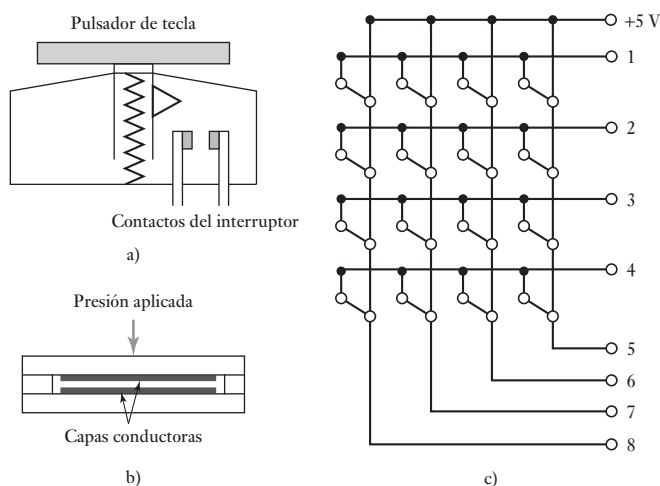 Pulsador de tecla
Contactos del interruptor
a)
Presión aplicada
Capas conductoras
b)
+5 V
1
2
3
4
5
6
7
8
c)